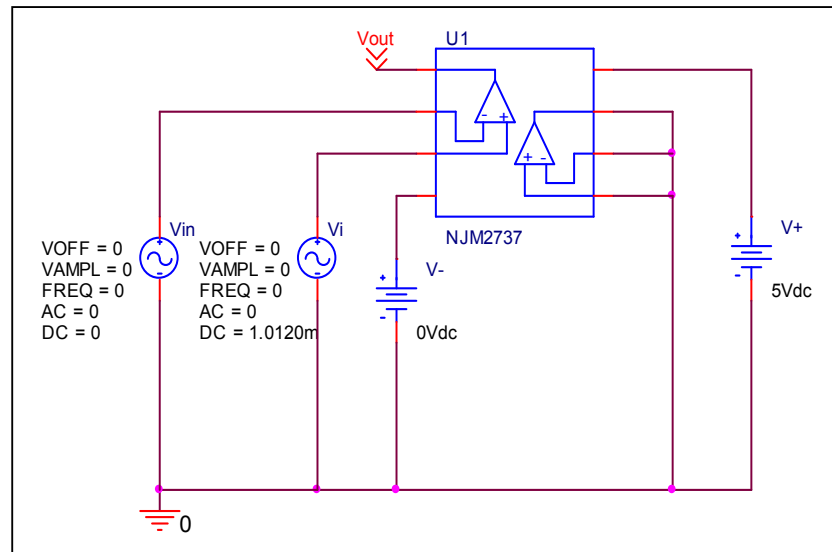 Vout
U1
- +
+ -
NJM2737
Vin
VOFF = 0
VAMPL = 0
FREQ = 0
AC = 0
DC = 0
Vi
VOFF = 0
VAMPL = 0
FREQ = 0
AC = 0
DC = 1.0120m
V-
0Vdc
V+
5Vdc
0